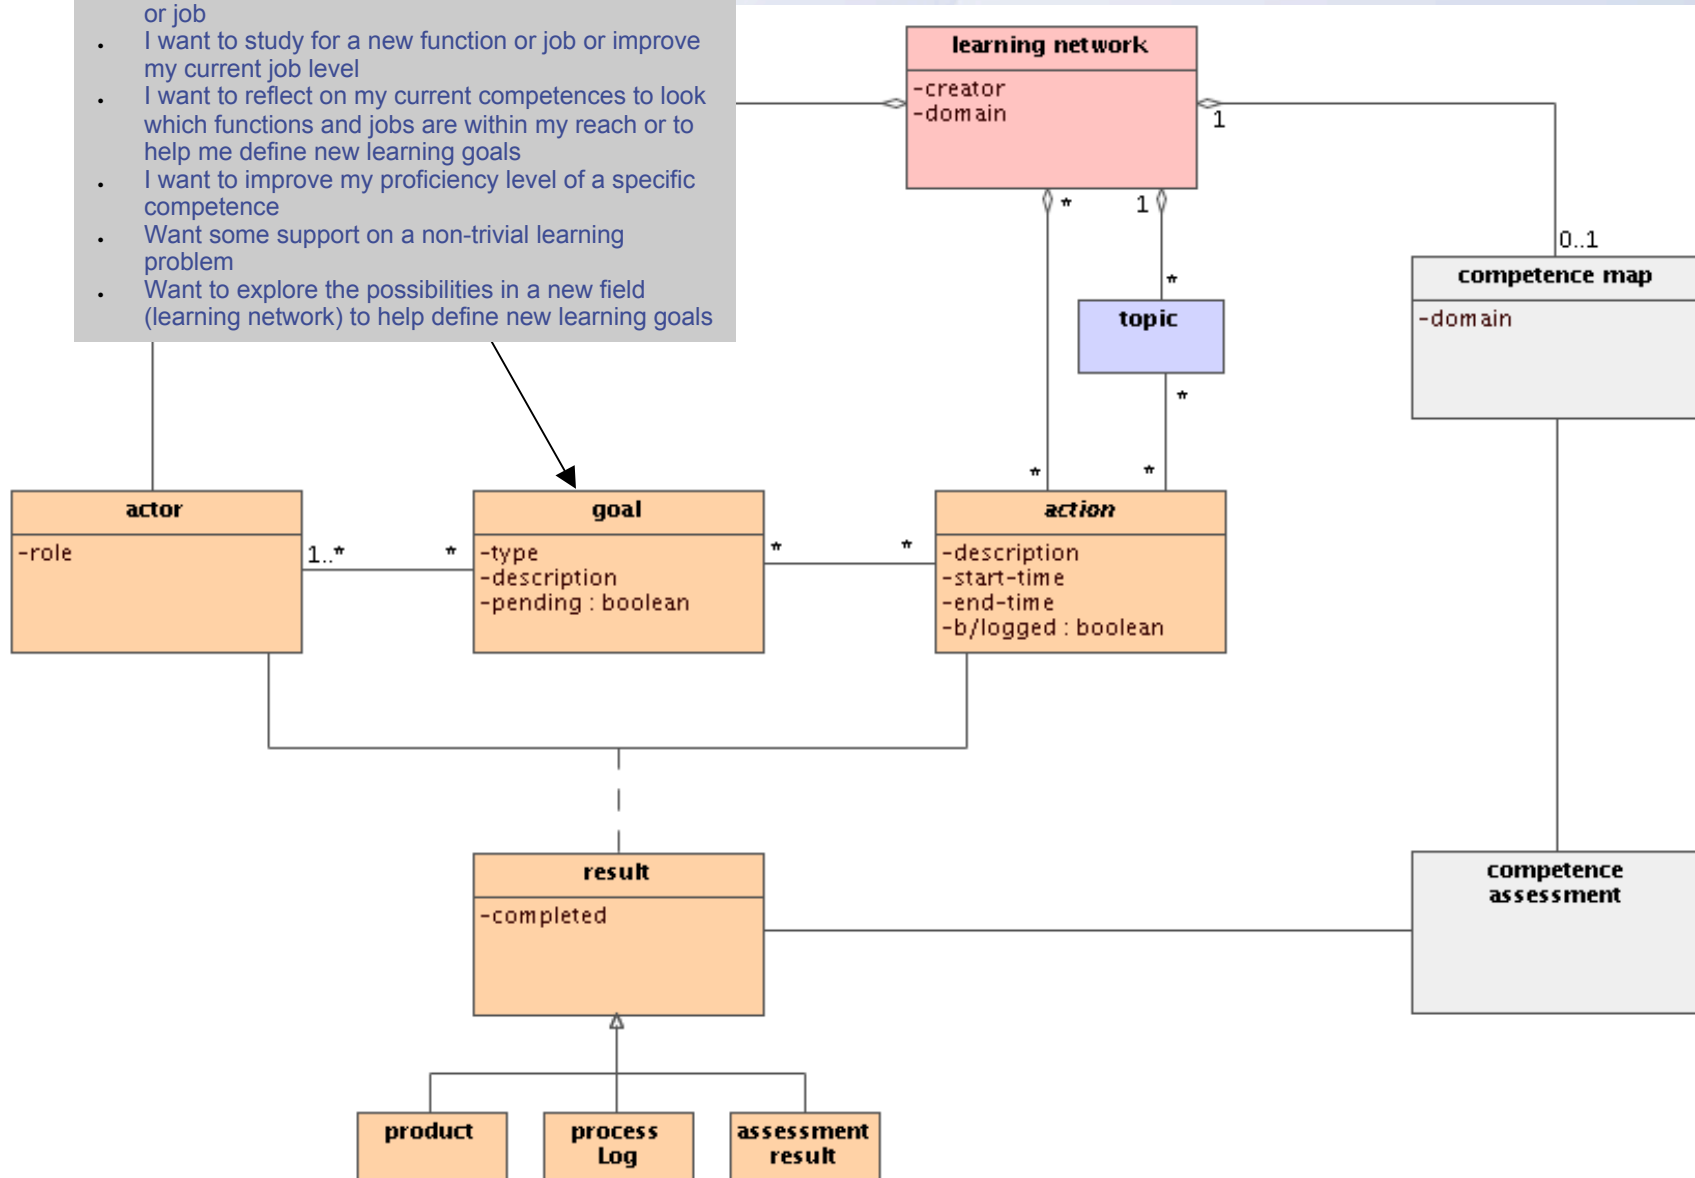 or job
. I want to study for a new function or job or improve
my current job level
. I want to reflect on my current competences to look
which functions and jobs are within my reach or to
help me define new learning goals
. I want to improve my proficiency level of a specific
competence
. Want some support on a non-trivial learning
problem
. Want to explore the possibilities in a new field
(learning network) to help define new learning goals
learning network
-creator
-domain
1
* 1
0..1
competence map
-domain
*
topic
*
* *
actor
-role
1..* *
goal
-type
-description
-pending : boolean
* *
action
-description
-start-time
-end-time
-b/logged : boolean
result
-completed
competence
assessment
product
process
Log
assessment
result